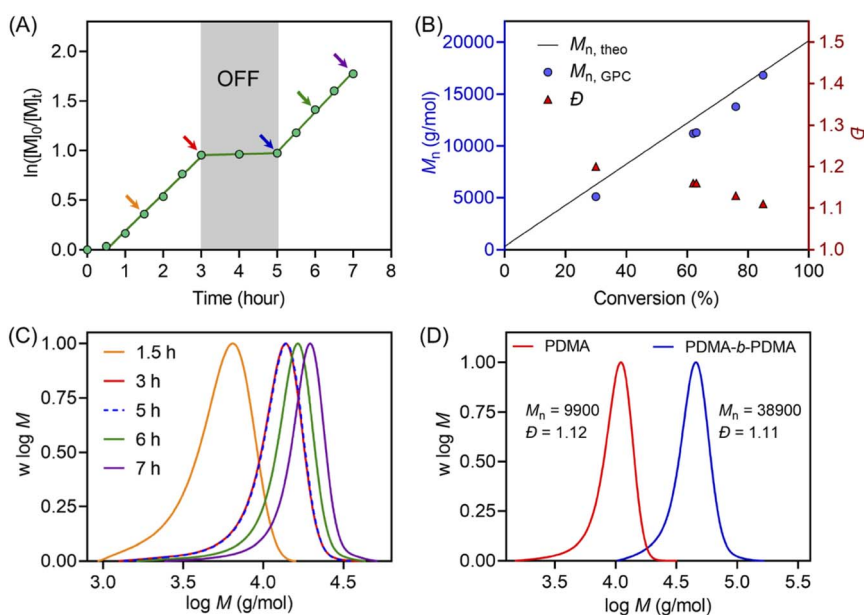 (A)
ln([M]0/[M]t)
2.0
1.5
1.0
0.5
0.0
OFF
0 1 2 3 4 5 6 7 8
Time (hour)
(B)
Mn (g/mol)
20000
15000
10000
5000
0
Mn, theo
Mn, GPC
Đ
1.5
1.4
1.3
1.2
1.1
1.0
Đ
0 20 40 60 80 100
Conversion (%)
(C)
w log M
1.00
0.75
0.50
0.25
0.00
1.5 h
3 h
5 h
6 h
7 h
3.0 3.5 4.0 4.5
log M (g/mol)
(D)
PDMA
PDMA-b-PDMA
w log M
1.00
0.75
0.50
0.25
0.00
Mn = 9900
Đ = 1.12
Mn = 38900
Đ = 1.11
3.5 4.0 4.5 5.0 5.5
log M (g/mol)